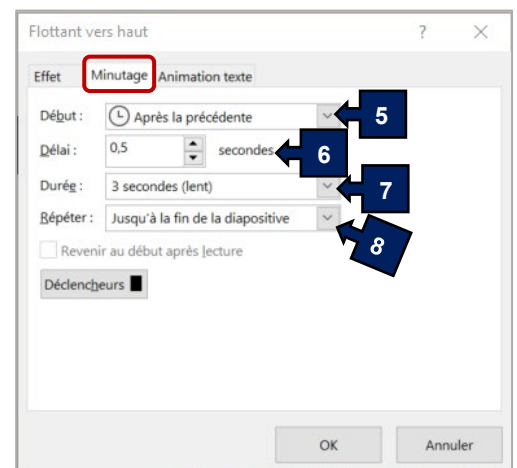 Flottant vers haut ?
Effet Minutage Animation texte
Début : Après la précédente 5
Délai : 0,5 secondes 6
Durée : 3 secondes (lent) 7
Répéter : Jusqu'à la fin de la diapositive 8
Revenir au début après lecture
Déclencheurs
OK Annuler